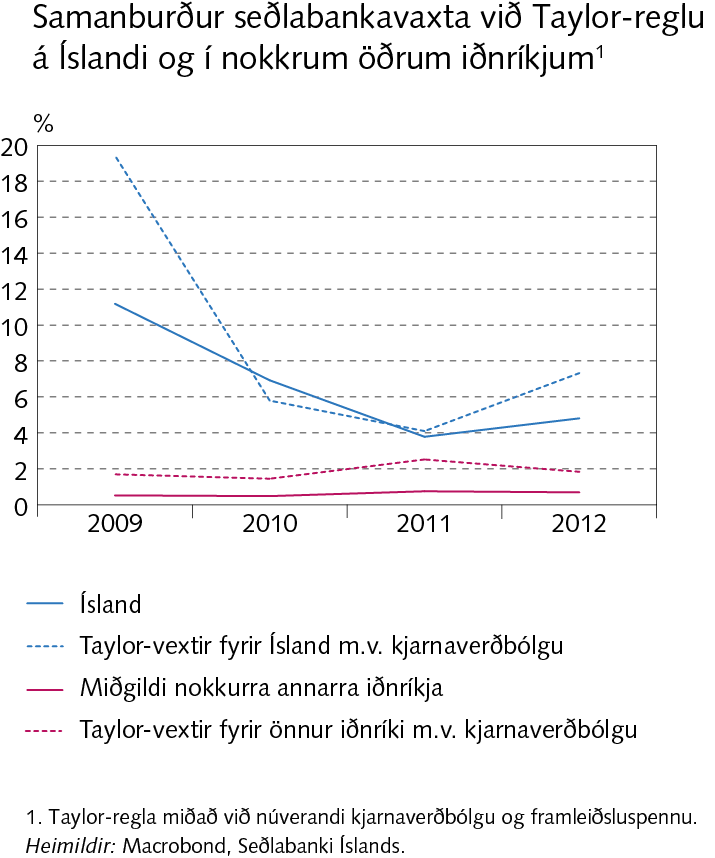 Samanburður seðlabankavaxta við Taylor-reglu
á Íslandi og í nokkrum öðrum iðnríkjum¹
%
20
18
16
14
12
10
8
6
4
2
0
2009 2010 2011 2012
Ísland
Taylor-vextir fyrir Ísland m.v. kjarnaverðbólgu
Miðgildi nokkurra annarra iðnríkja
Taylor-vextir fyrir önnur iðnríki m.v. kjarnaverðbólgu
1. Taylor-regla miðað við núverandi kjarnaverðbólgu og framleiðsluspennu.
Heimildir: Macrobond, Seðlabanki Íslands.